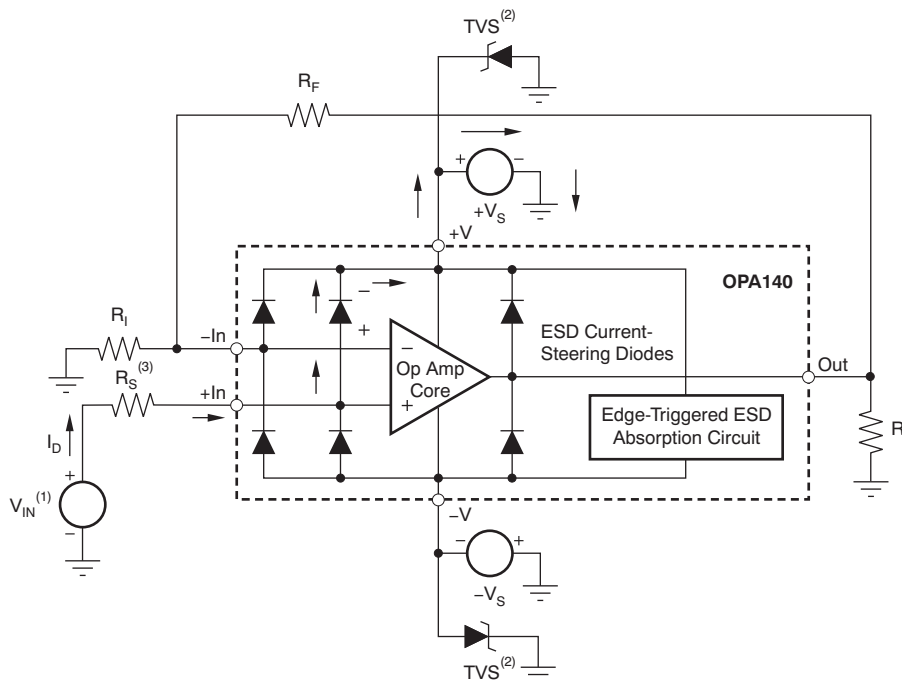 TVS(2)
RF
+ −
+VS
+V
OPA140
−
+
RI
−In
−
ESD Current-
Steering Diodes
Op Amp
Core
Out
RS(3)
+In
+
Edge-Triggered ESD
Absorption Circuit
R
ID
+
VIN(1)
−
−V
− +
−VS
TVS(2)